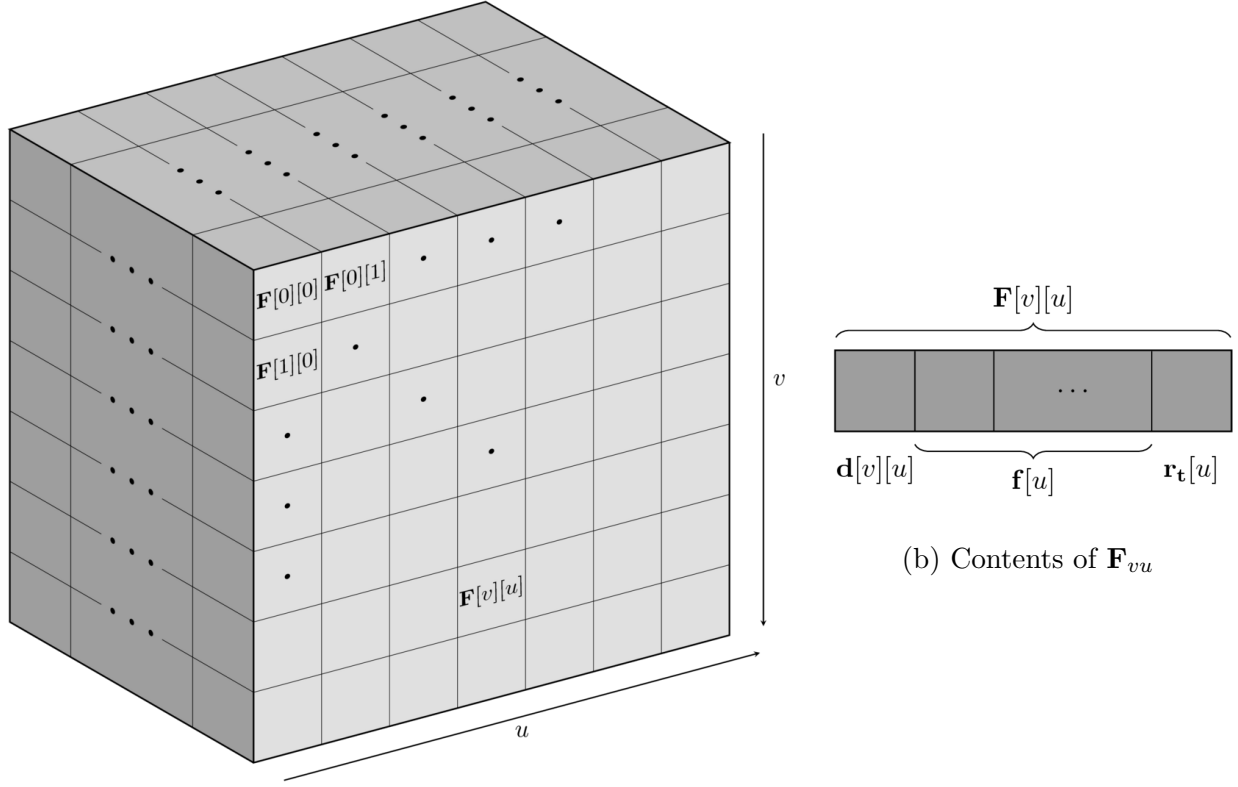 F[0][0] F[0][1]
F[1][0]
F[v][u]
u
v
F[v][u]
···
d[v][u]
f[u]
r_t[u]
(b) Contents of F_vu